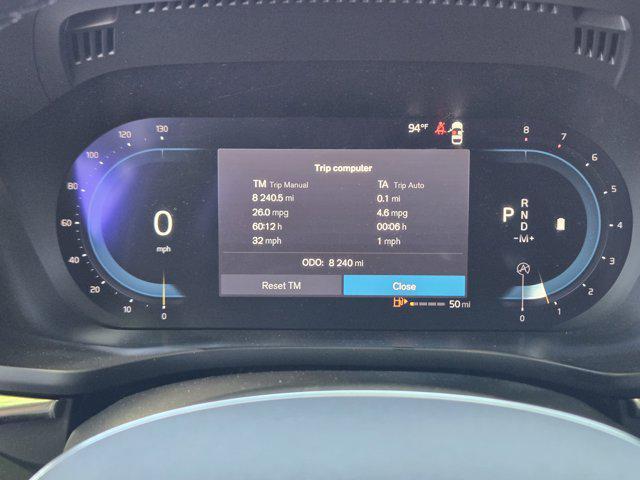 94°F
120 130
100
80
60
40
20
10
0
0
mph
Trip computer
TM Trip Manual TA Trip Auto
8 240.5 mi 0.1 mi
26.0 mpg 4.6 mpg
60:12 h 00:06 h
32 mph 1 mph
ODO: 8 240 mi
Reset TM Close
50 mi
P
R
N
D
-M+
8
7
6
5
4
3
2
1
0